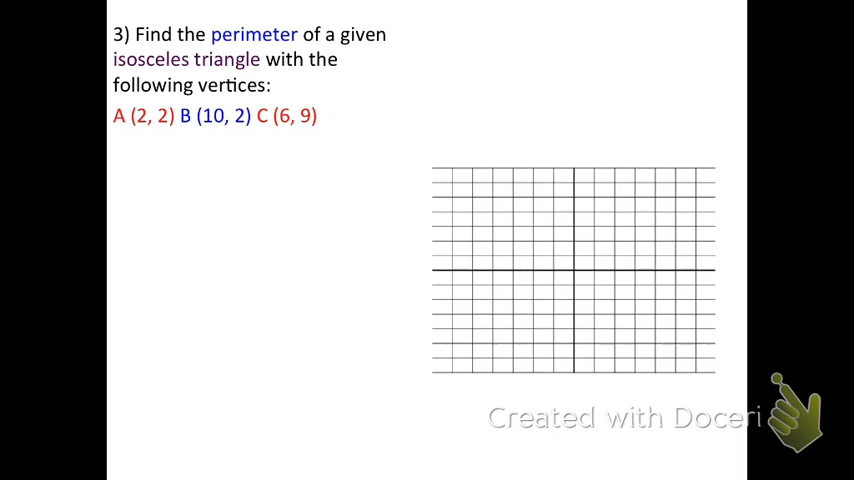 3) Find the perimeter of a given
isosceles triangle with the
following vertices:
A (2, 2) B (10, 2) C (6, 9)
Created with Doceri